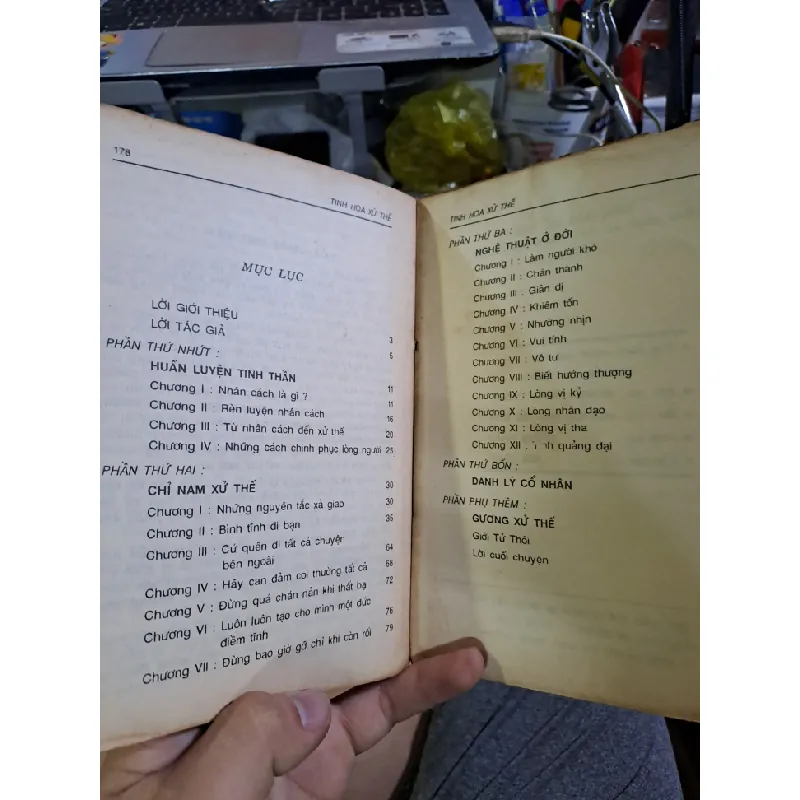 178
TINH HOA XỬ THẾ
MỤC LỤC
LỜI GIỚI THIỆU
LỜI TÁC GIẢ 3
PHẦN THỨ NHỨT : 5
HUẤN LUYỆN TINH THẦN
Chương I : Nhân cách là gì ? 11
Chương II : Rèn luyện nhân cách 11
Chương III : Từ nhân cách đến xử thế 16
Chương IV : Những cách chinh phục lòng người 20
25
PHẦN THỨ HAI :
CHỈ NAM XỬ THẾ 30
Chương I : Những nguyên tắc xã giao 30
Chương II : Bình tĩnh đi bạn 35
Chương III : Cứ quên đi tất cả chuyện
bên ngoài 64
Chương IV : Hãy can đảm coi thường tất cả 68
Chương V : Đừng quá chán nản khi thất bạ 72
Chương VI : Luôn luôn tạo cho mình một đức
điềm tĩnh 76
Chương VII : Đừng bao giờ gỡ chỉ khi còn rối 79
TINH HOA XỬ THẾ
PHẦN THỨ BA :
NGHỆ THUẬT Ở ĐỜI
Chương I : Làm người khó
Chương II : Chân thành
Chương III : Giản dị
Chương IV : Khiêm tốn
Chương V : Nhường nhịn
Chương VI : Vui tính
Chương VII : Vô tư
Chương VIII : Biết hướng thượng
Chương IX : Lòng vị kỷ
Chương X : Long nhân đạo
Chương XI : Lòng vị tha
Chương XII : quảng đại
PHẦN THỨ BỐN :
DANH LÝ CỔ NHÂN
PHẦN PHỤ THÊM :
GƯƠNG XỬ THẾ
Giới Tử Thôi
Lời cuối chuyện